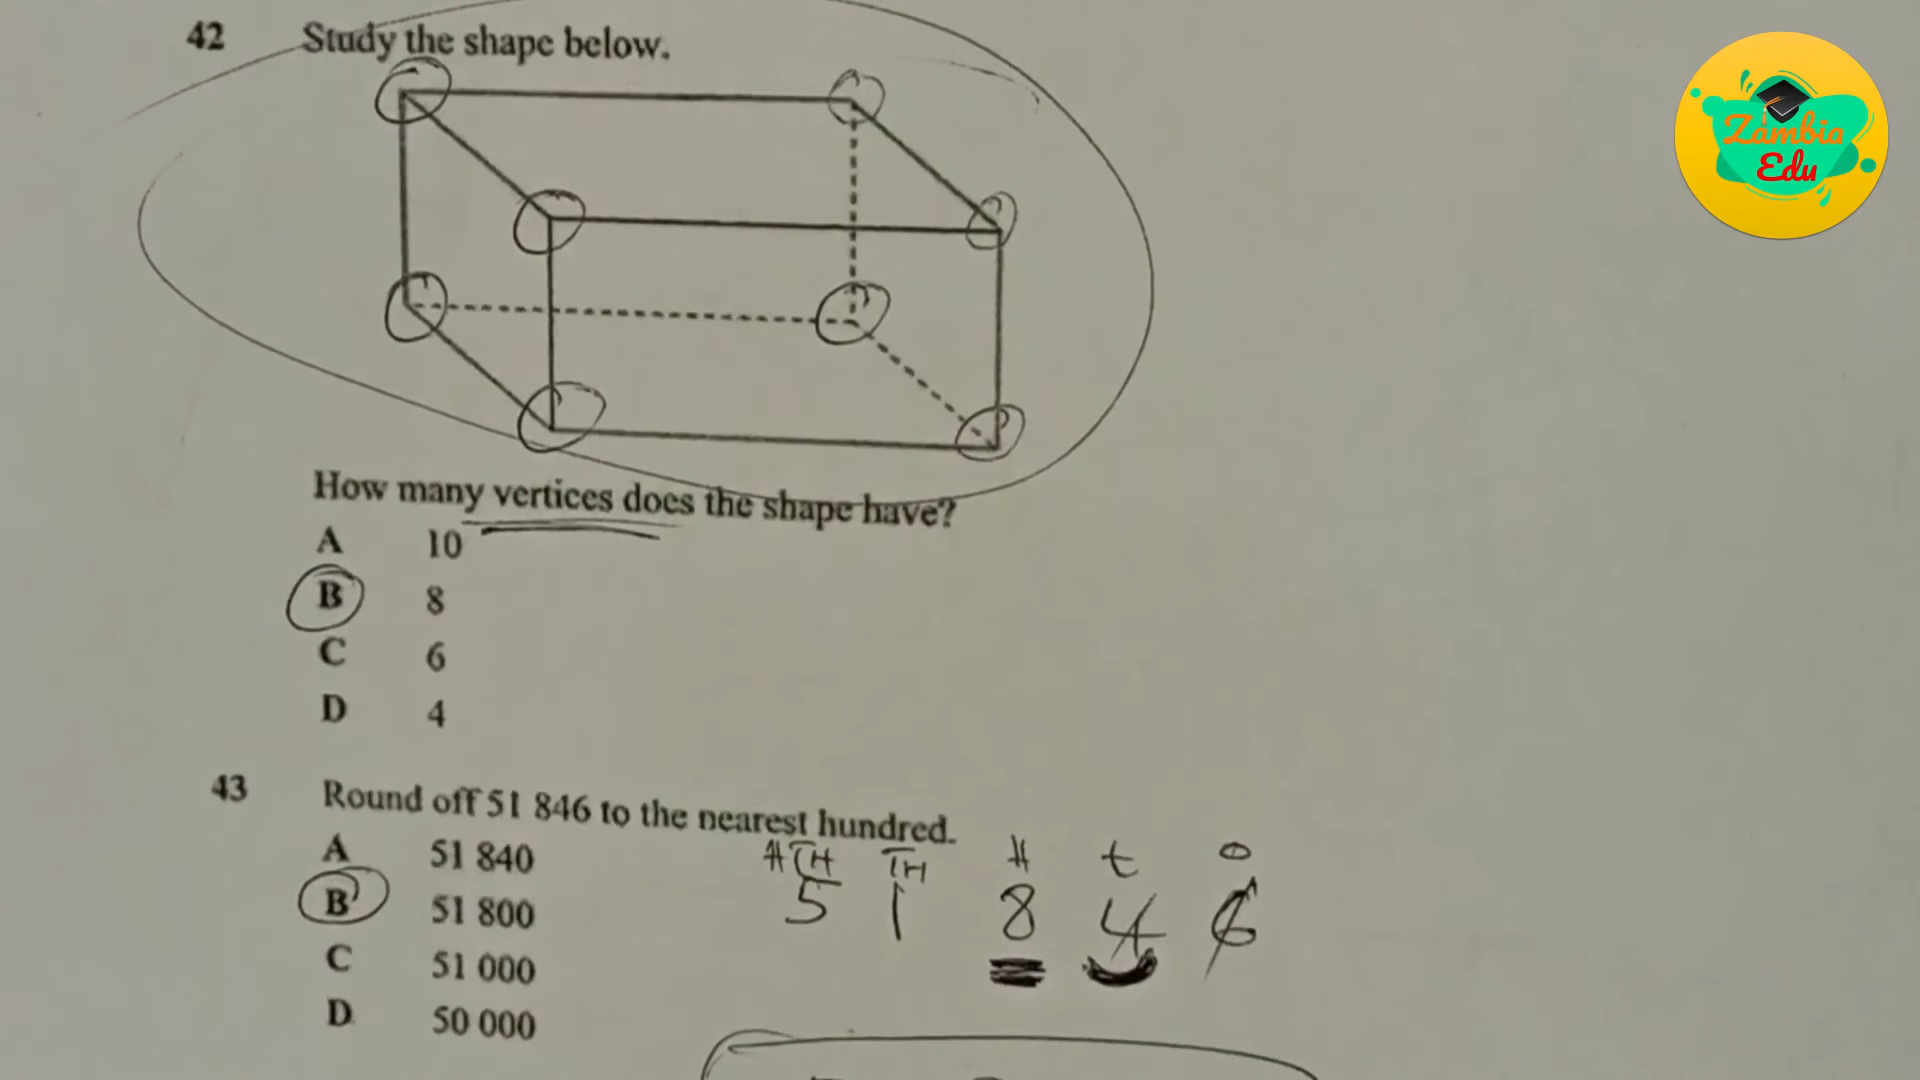 42 Study the shape below.
How many vertices does the shape have?
A 10
B 8
C 6
D 4
43 Round off 51 846 to the nearest hundred.
A 51 840
B 51 800
C 51 000
D 50 000
HTH TH H t O
5 1 8 4 6
Zambia
Edu